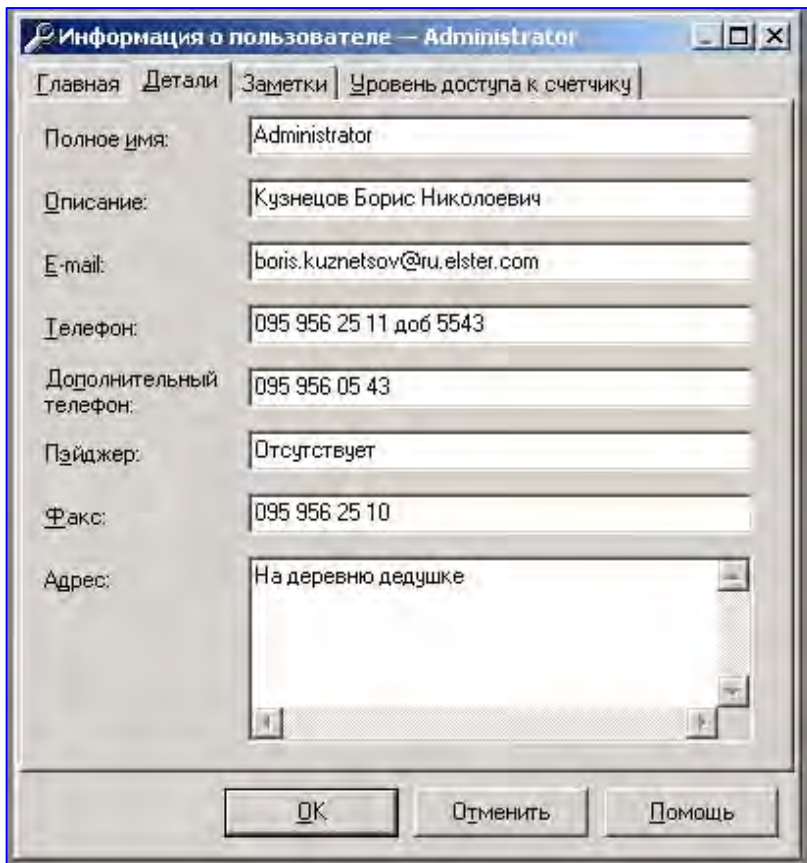 Информация о пользователе — Administrator
Главная Детали Заметки Уровень доступа к счетчику
Полное имя: Administrator
Описание: Кузнецов Борис Николоевич
E-mail: boris.kuznetsov@ru.elster.com
Телефон: 095 956 25 11 доб 5543
Дополнительный
телефон: 095 956 05 43
Пэйджер: Отсутствует
Факс: 095 956 25 10
Адрес: На деревню дедушке
OK Отменить Помощь